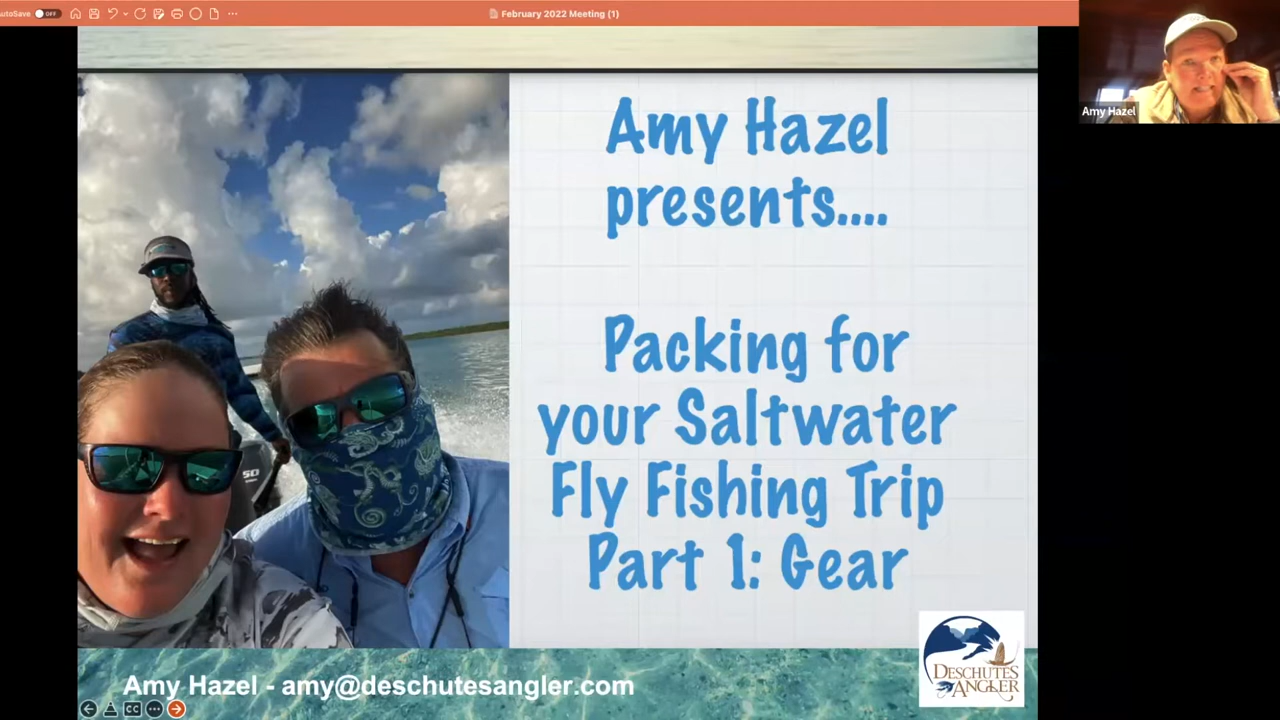 AutoSave OFF
February 2022 Meeting (1)
Amy Hazel
Amy Hazel
presents....
Packing for
your Saltwater
Fly Fishing Trip
Part 1: Gear
DESCHUTES
ANGLER
Amy Hazel - amy@deschutesangler.com
CC